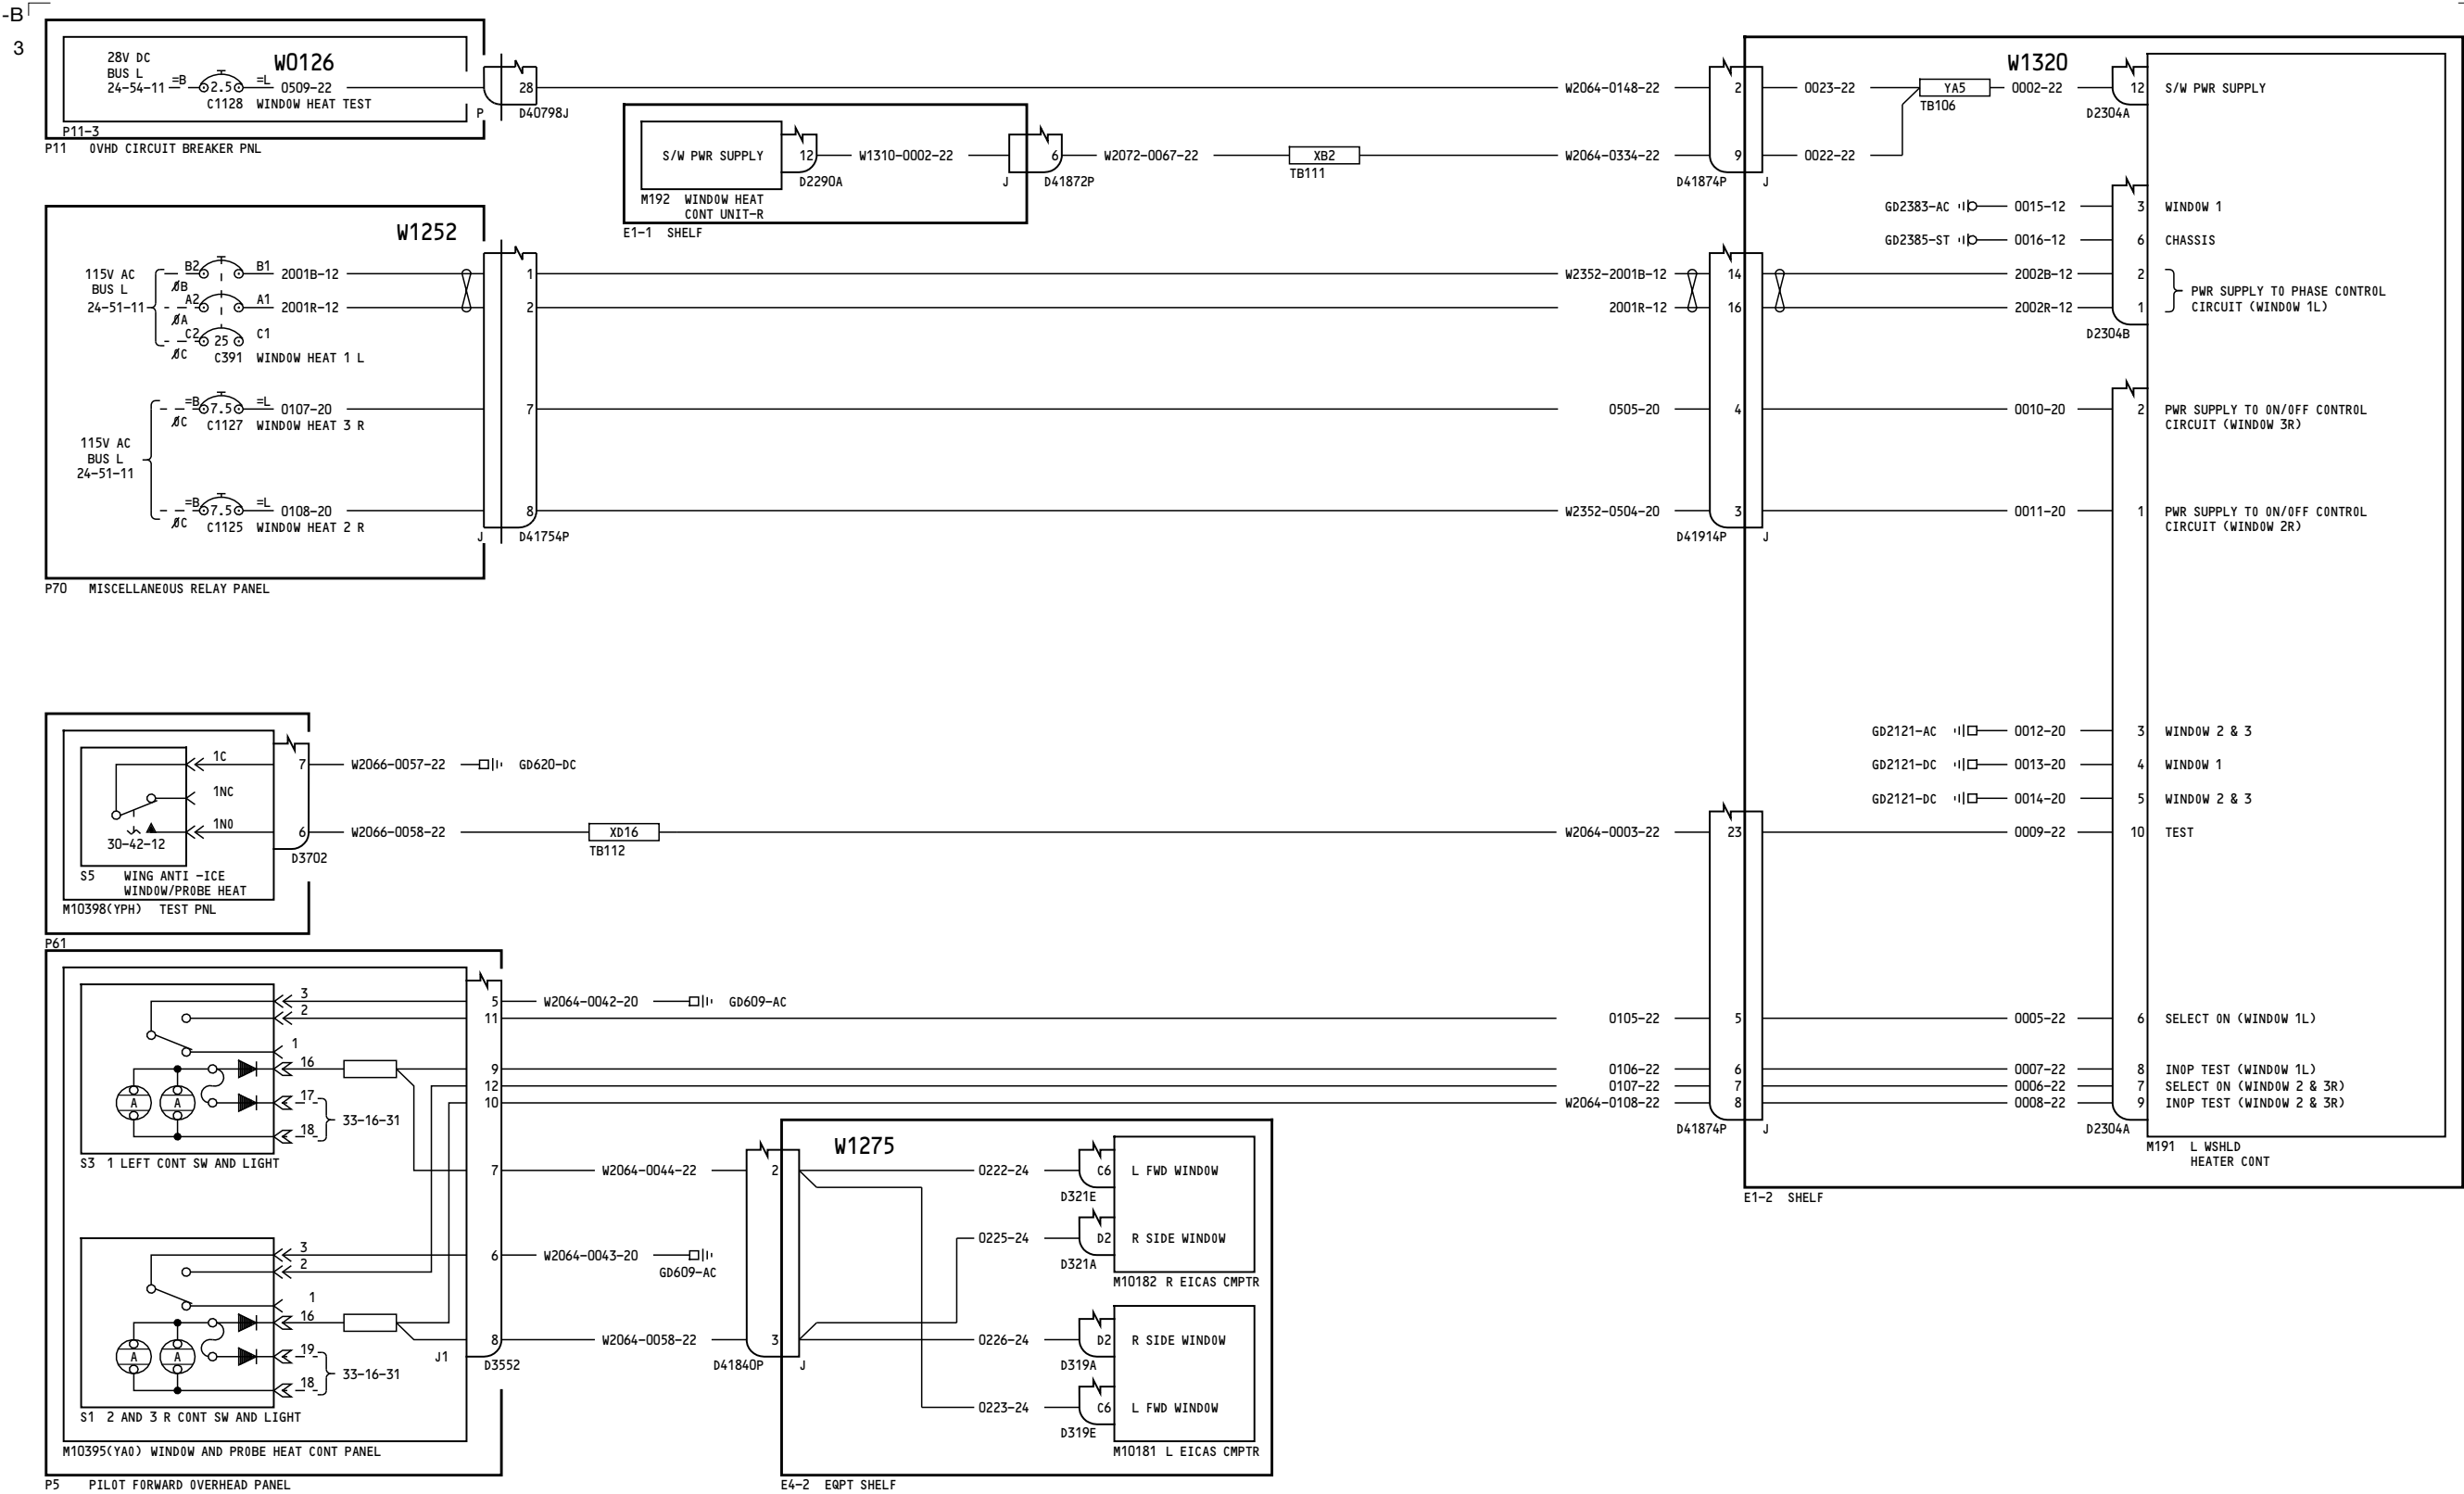 -B
3
28V DC
BUS L
24-54-11
=B
2.5
=L
0509-22
W0126
C1128 WINDOW HEAT TEST
P11-3
P11 OVHD CIRCUIT BREAKER PNL
P
28
D40798J
W2064-0148-22
2
0023-22
YA5
TB106
0002-22
W1320
12
D2304A
S/W PWR SUPPLY
S/W PWR SUPPLY
12
D2290A
W1310-0002-22
J
6
D41872P
W2072-0067-22
XB2
TB111
W2064-0334-22
9
D41874P
J
0022-22
M192 WINDOW HEAT
CONT UNIT-R
E1-1 SHELF
W1252
115V AC
BUS L
24-51-11
B2
ØB
B1
2001B-12
A2
ØA
A1
2001R-12
C2
ØC
25
C1
C391 WINDOW HEAT 1 L
1
2
W2352-2001B-12
2001R-12
14
16
2002B-12
2002R-12
GD2383-AC
0015-12
3
WINDOW 1
GD2385-ST
0016-12
6
CHASSIS
2
1
PWR SUPPLY TO PHASE CONTROL
CIRCUIT (WINDOW 1L)
D2304B
115V AC
BUS L
24-51-11
=B
ØC
7.5
=L
0107-20
C1127 WINDOW HEAT 3 R
7
0505-20
4
0010-20
2
PWR SUPPLY TO ON/OFF CONTROL
CIRCUIT (WINDOW 3R)
=B
ØC
7.5
=L
0108-20
C1125 WINDOW HEAT 2 R
8
J
D41754P
W2352-0504-20
3
D41914P
J
0011-20
1
PWR SUPPLY TO ON/OFF CONTROL
CIRCUIT (WINDOW 2R)
P70 MISCELLANEOUS RELAY PANEL
1C
7
W2066-0057-22
GD620-DC
1NC
1NO
6
W2066-0058-22
XD16
TB112
W2064-0003-22
23
0009-22
10
TEST
30-42-12
D3702
S5 WING ANTI -ICE
WINDOW/PROBE HEAT
M10398(YPH) TEST PNL
P61
GD2121-AC
0012-20
3
WINDOW 2 & 3
GD2121-DC
0013-20
4
WINDOW 1
GD2121-DC
0014-20
5
WINDOW 2 & 3
3
5
W2064-0042-20
GD609-AC
2
11
0105-22
5
0005-22
6
SELECT ON (WINDOW 1L)
1
16
9
0106-22
6
0007-22
8
INOP TEST (WINDOW 1L)
12
0107-22
7
0006-22
7
SELECT ON (WINDOW 2 & 3R)
A
A
17
10
W2064-0108-22
8
0008-22
9
INOP TEST (WINDOW 2 & 3R)
33-16-31
18
D41874P
J
D2304A
S3 1 LEFT CONT SW AND LIGHT
M191 L WSHLD
HEATER CONT
E1-2 SHELF
W1275
7
W2064-0044-22
2
0222-24
C6
L FWD WINDOW
D321E
0225-24
D2
R SIDE WINDOW
D321A
M10182 R EICAS CMPTR
3
6
W2064-0043-20
GD609-AC
2
1
16
8
W2064-0058-22
3
0226-24
D2
R SIDE WINDOW
A
A
19
J1
D3552
D41840P
J
D319A
33-16-31
18
0223-24
C6
L FWD WINDOW
D319E
S1 2 AND 3 R CONT SW AND LIGHT
M10395(YAO) WINDOW AND PROBE HEAT CONT PANEL
M10181 L EICAS CMPTR
P5 PILOT FORWARD OVERHEAD PANEL
E4-2 EQPT SHELF